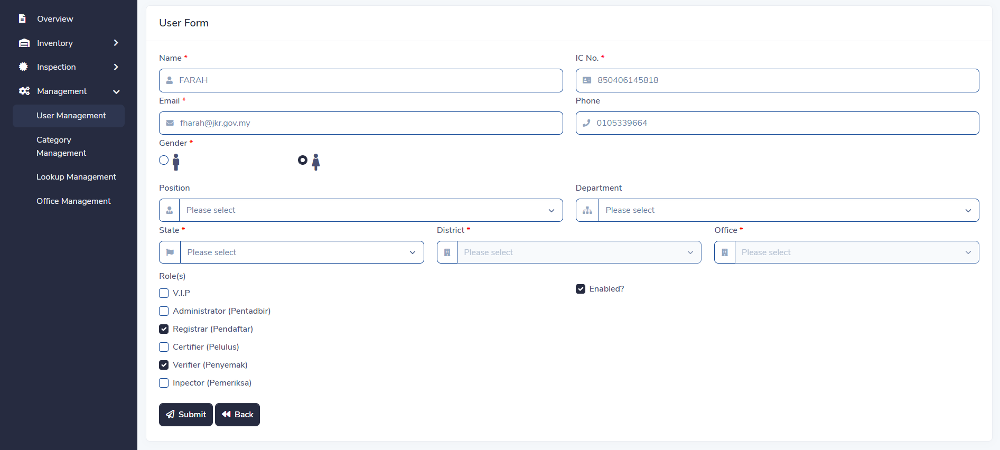 Overview
Inventory
Inspection
Management
User Management
Category
Management
Lookup Management
Office Management
User Form
Name *
IC No. *
FARAH
850406145818
Email *
Phone
fharah@jkr.gov.my
0105339664
Gender *
Position
Department
Please select
Please select
State *
District *
Office *
Please select
Please select
Please select
Role(s)
V.I.P
Enabled?
Administrator (Pentadbir)
Registrar (Pendaftar)
Certifier (Pelulus)
Verifier (Penyemak)
Inpector (Pemeriksa)
Submit
Back